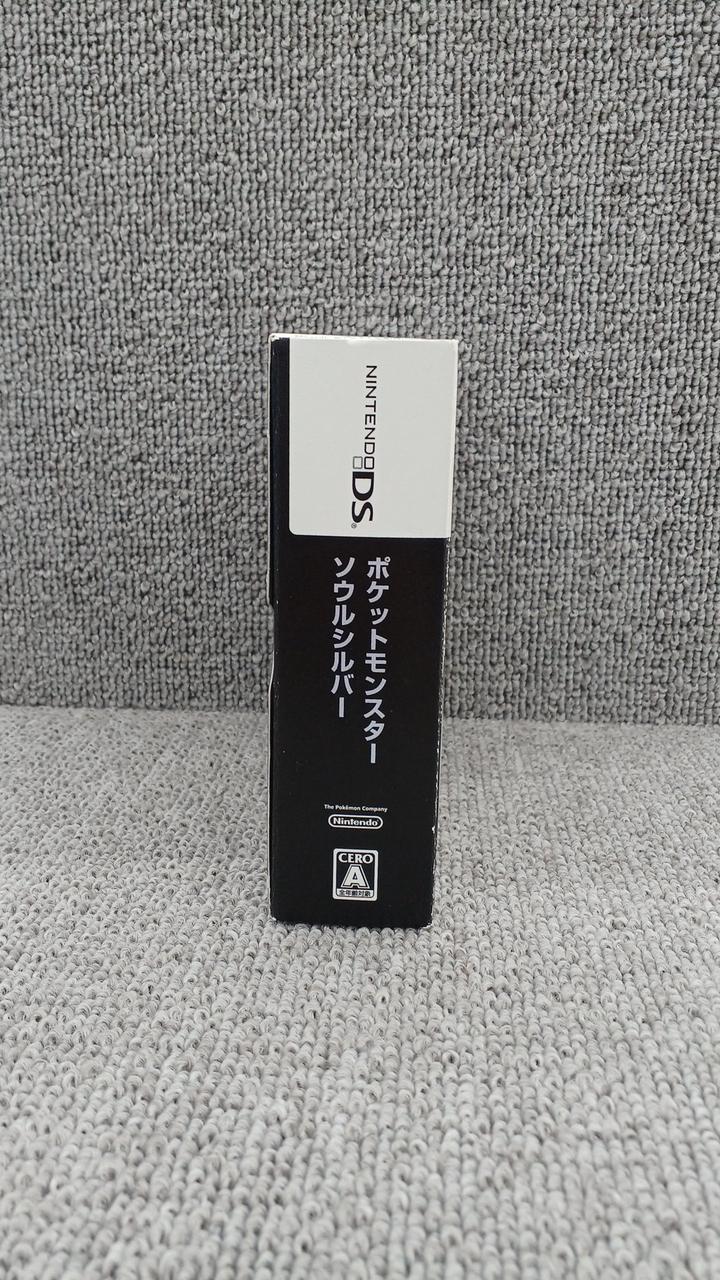 NINTENDO DS®
ポケットモンスター
ソウルシルバー
The Pokémon Company
Nintendo
CERO
A
全年齢対象